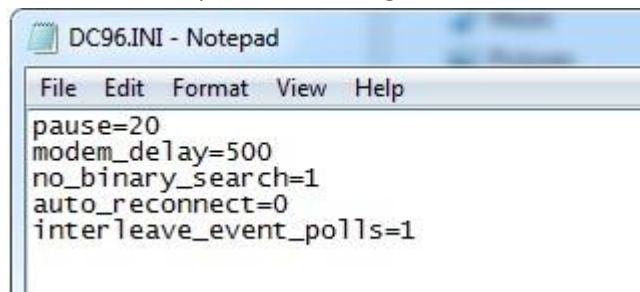 DC96.INI - Notepad
File Edit Format View Help
pause=20
modem_delay=500
no_binary_search=1
auto_reconnect=0
interleave_event_polls=1